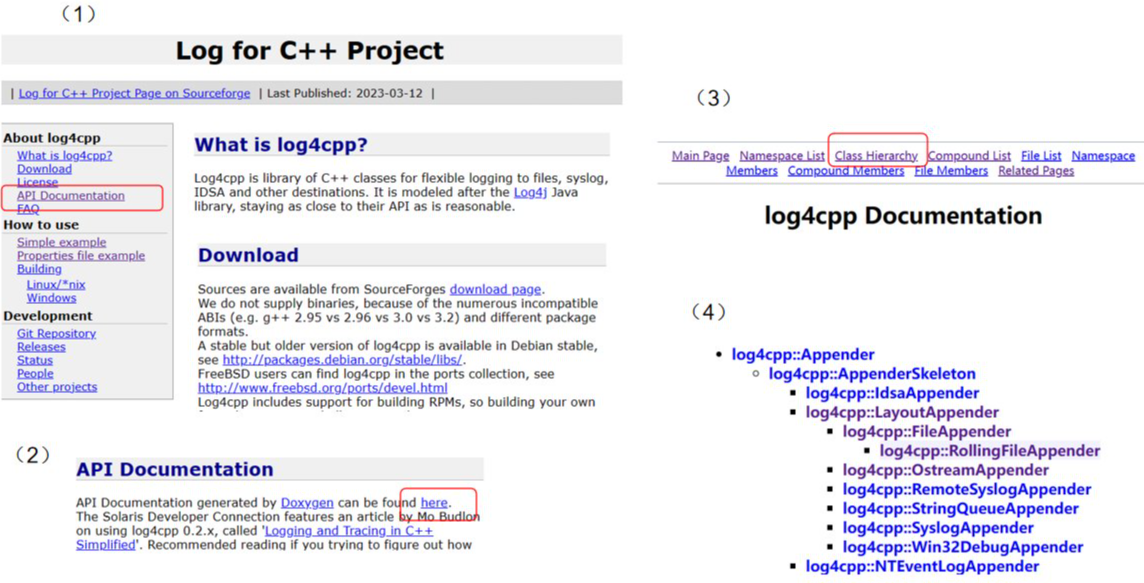 （1）
Log for C++ Project
| Log for C++ Project Page on Sourceforge | Last Published: 2023-03-12 |
About log4cpp
What is log4cpp?
Download
License
API Documentation
FAQ
How to use
Simple example
Properties file example
Building
Linux/*nix
Windows
Development
Git Repository
Releases
Status
People
Other projects
What is log4cpp?
Log4cpp is library of C++ classes for flexible logging to files, syslog,
IDSA and other destinations. It is modeled after the Log4j Java
library, staying as close to their API as is reasonable.
Download
Sources are available from SourceForges download page.
We do not supply binaries, because of the numerous incompatible
ABIs (e.g. g++ 2.95 vs 2.96 vs 3.0 vs 3.2) and different package
formats.
A stable but older version of log4cpp is available in Debian stable,
see http://packages.debian.org/stable/libs/.
FreeBSD users can find log4cpp in the ports collection, see
http://www.freebsd.org/ports/devel.html
Log4cpp includes support for building RPMs, so building your own
（2）
API Documentation
API Documentation generated by Doxygen can be found here.
The Solaris Developer Connection features an article by Mo Budlon
on using log4cpp 0.2.x, called 'Logging and Tracing in C++
Simplified'. Recommended reading if you trying to figure out how
（3）
Main Page Namespace List Class Hierarchy Compound List File List Namespace
Members Compound Members File Members Related Pages
log4cpp Documentation
（4）
• log4cpp::Appender
◦ log4cpp::AppenderSkeleton
▪ log4cpp::IdsaAppender
▪ log4cpp::LayoutAppender
▪ log4cpp::FileAppender
▪ log4cpp::RollingFileAppender
▪ log4cpp::OstreamAppender
▪ log4cpp::RemoteSyslogAppender
▪ log4cpp::StringQueueAppender
▪ log4cpp::SyslogAppender
▪ log4cpp::Win32DebugAppender
▪ log4cpp::NTEventLogAppender